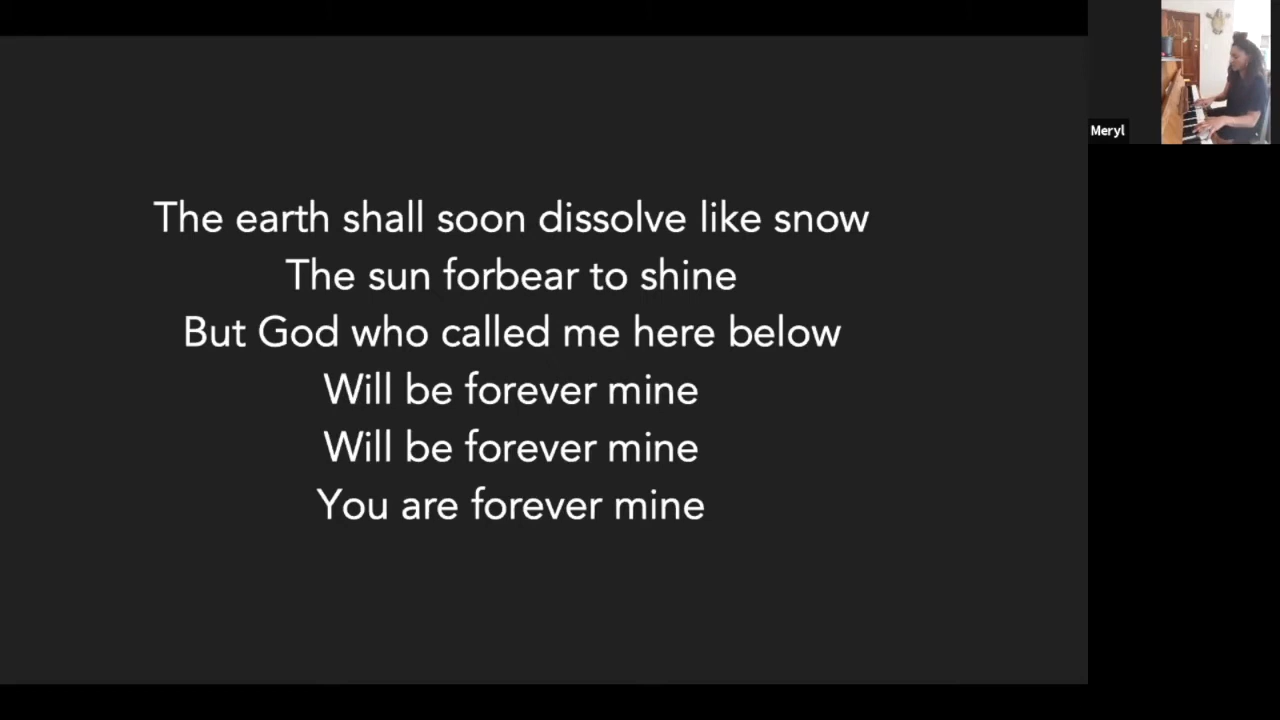 The earth shall soon dissolve like snow
The sun forbear to shine
But God who called me here below
Will be forever mine
Will be forever mine
You are forever mine
Meryl